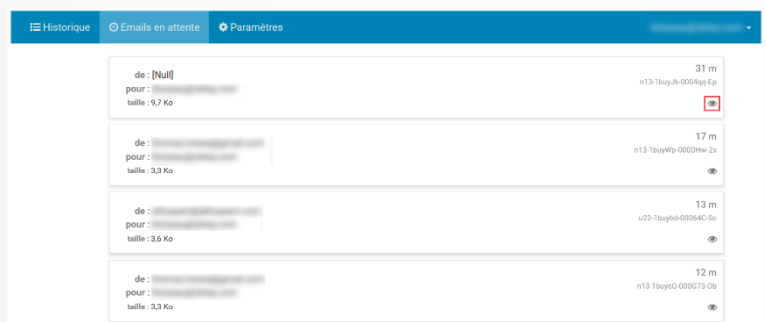 Historique Emails en attente Paramètres
de : [Null]
31 m
pour :
n13-1buyJk-0004qq-Ep
taille : 9,7 Ko
de :
17 m
pour :
n13-1buyWp-000DHw-2x
taille : 3,3 Ko
de :
13 m
pour :
u22-1buybd-00064C-Sc
taille : 3,6 Ko
de :
12 m
pour :
n13-1buycO-000G73-Ob
taille : 3,3 Ko